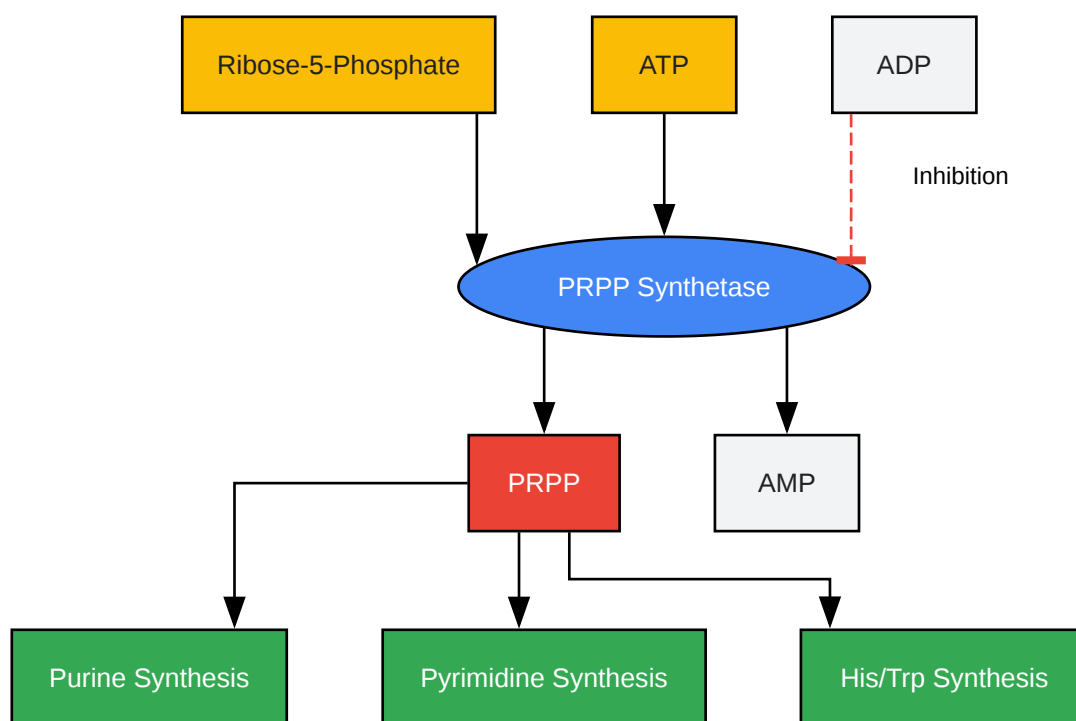 Ribose-5-Phosphate
ATP
ADP
Inhibition
PRPP Synthetase
PRPP
AMP
Purine Synthesis
Pyrimidine Synthesis
His/Trp Synthesis